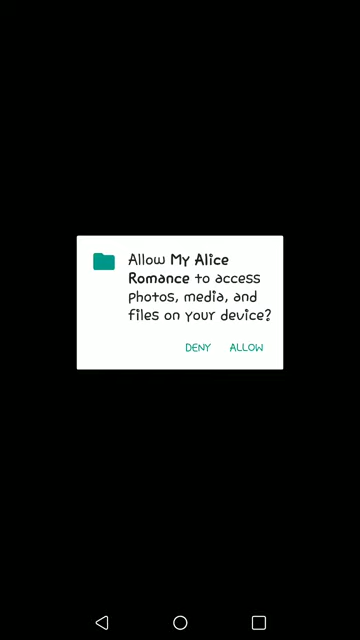 Allow My Alice
Romance to access
photos, media, and
files on your device?
DENY ALLOW